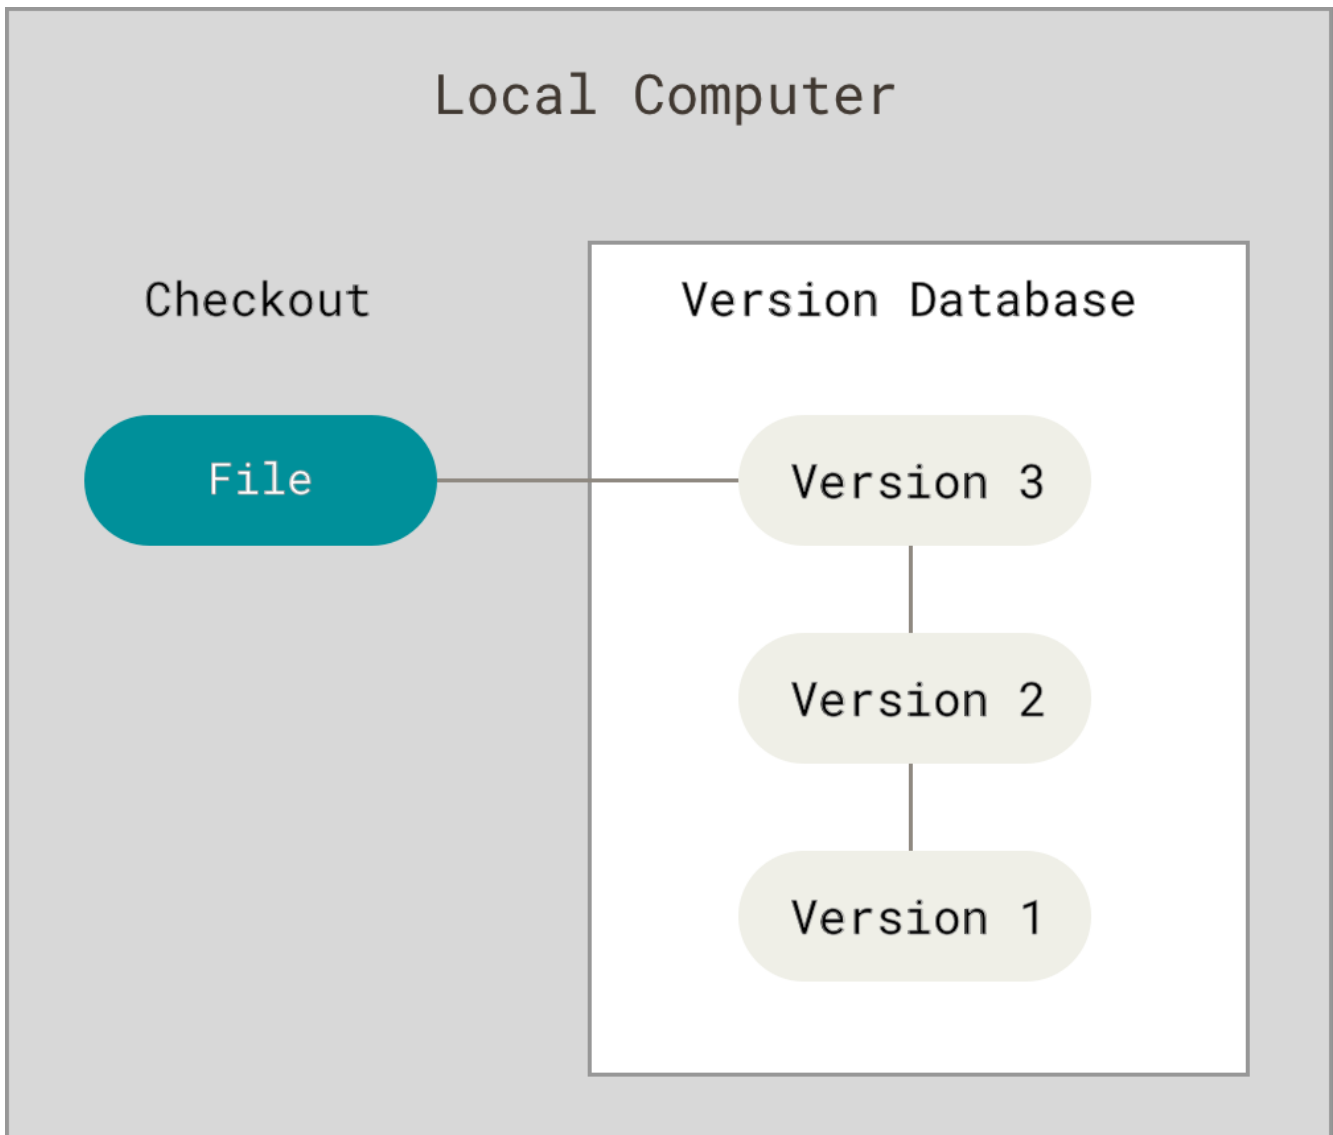 Local Computer
Checkout
Version Database
File
Version 3
Version 2
Version 1